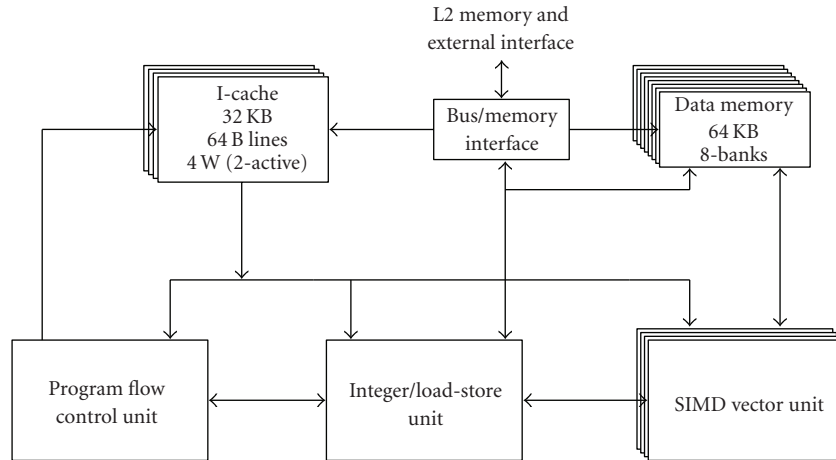 L2 memory and
external interface
I-cache
32 KB
64 B lines
4 W (2-active)
Bus/memory
interface
Data memory
64 KB
8-banks
Program flow
control unit
Integer/load-store
unit
SIMD vector unit